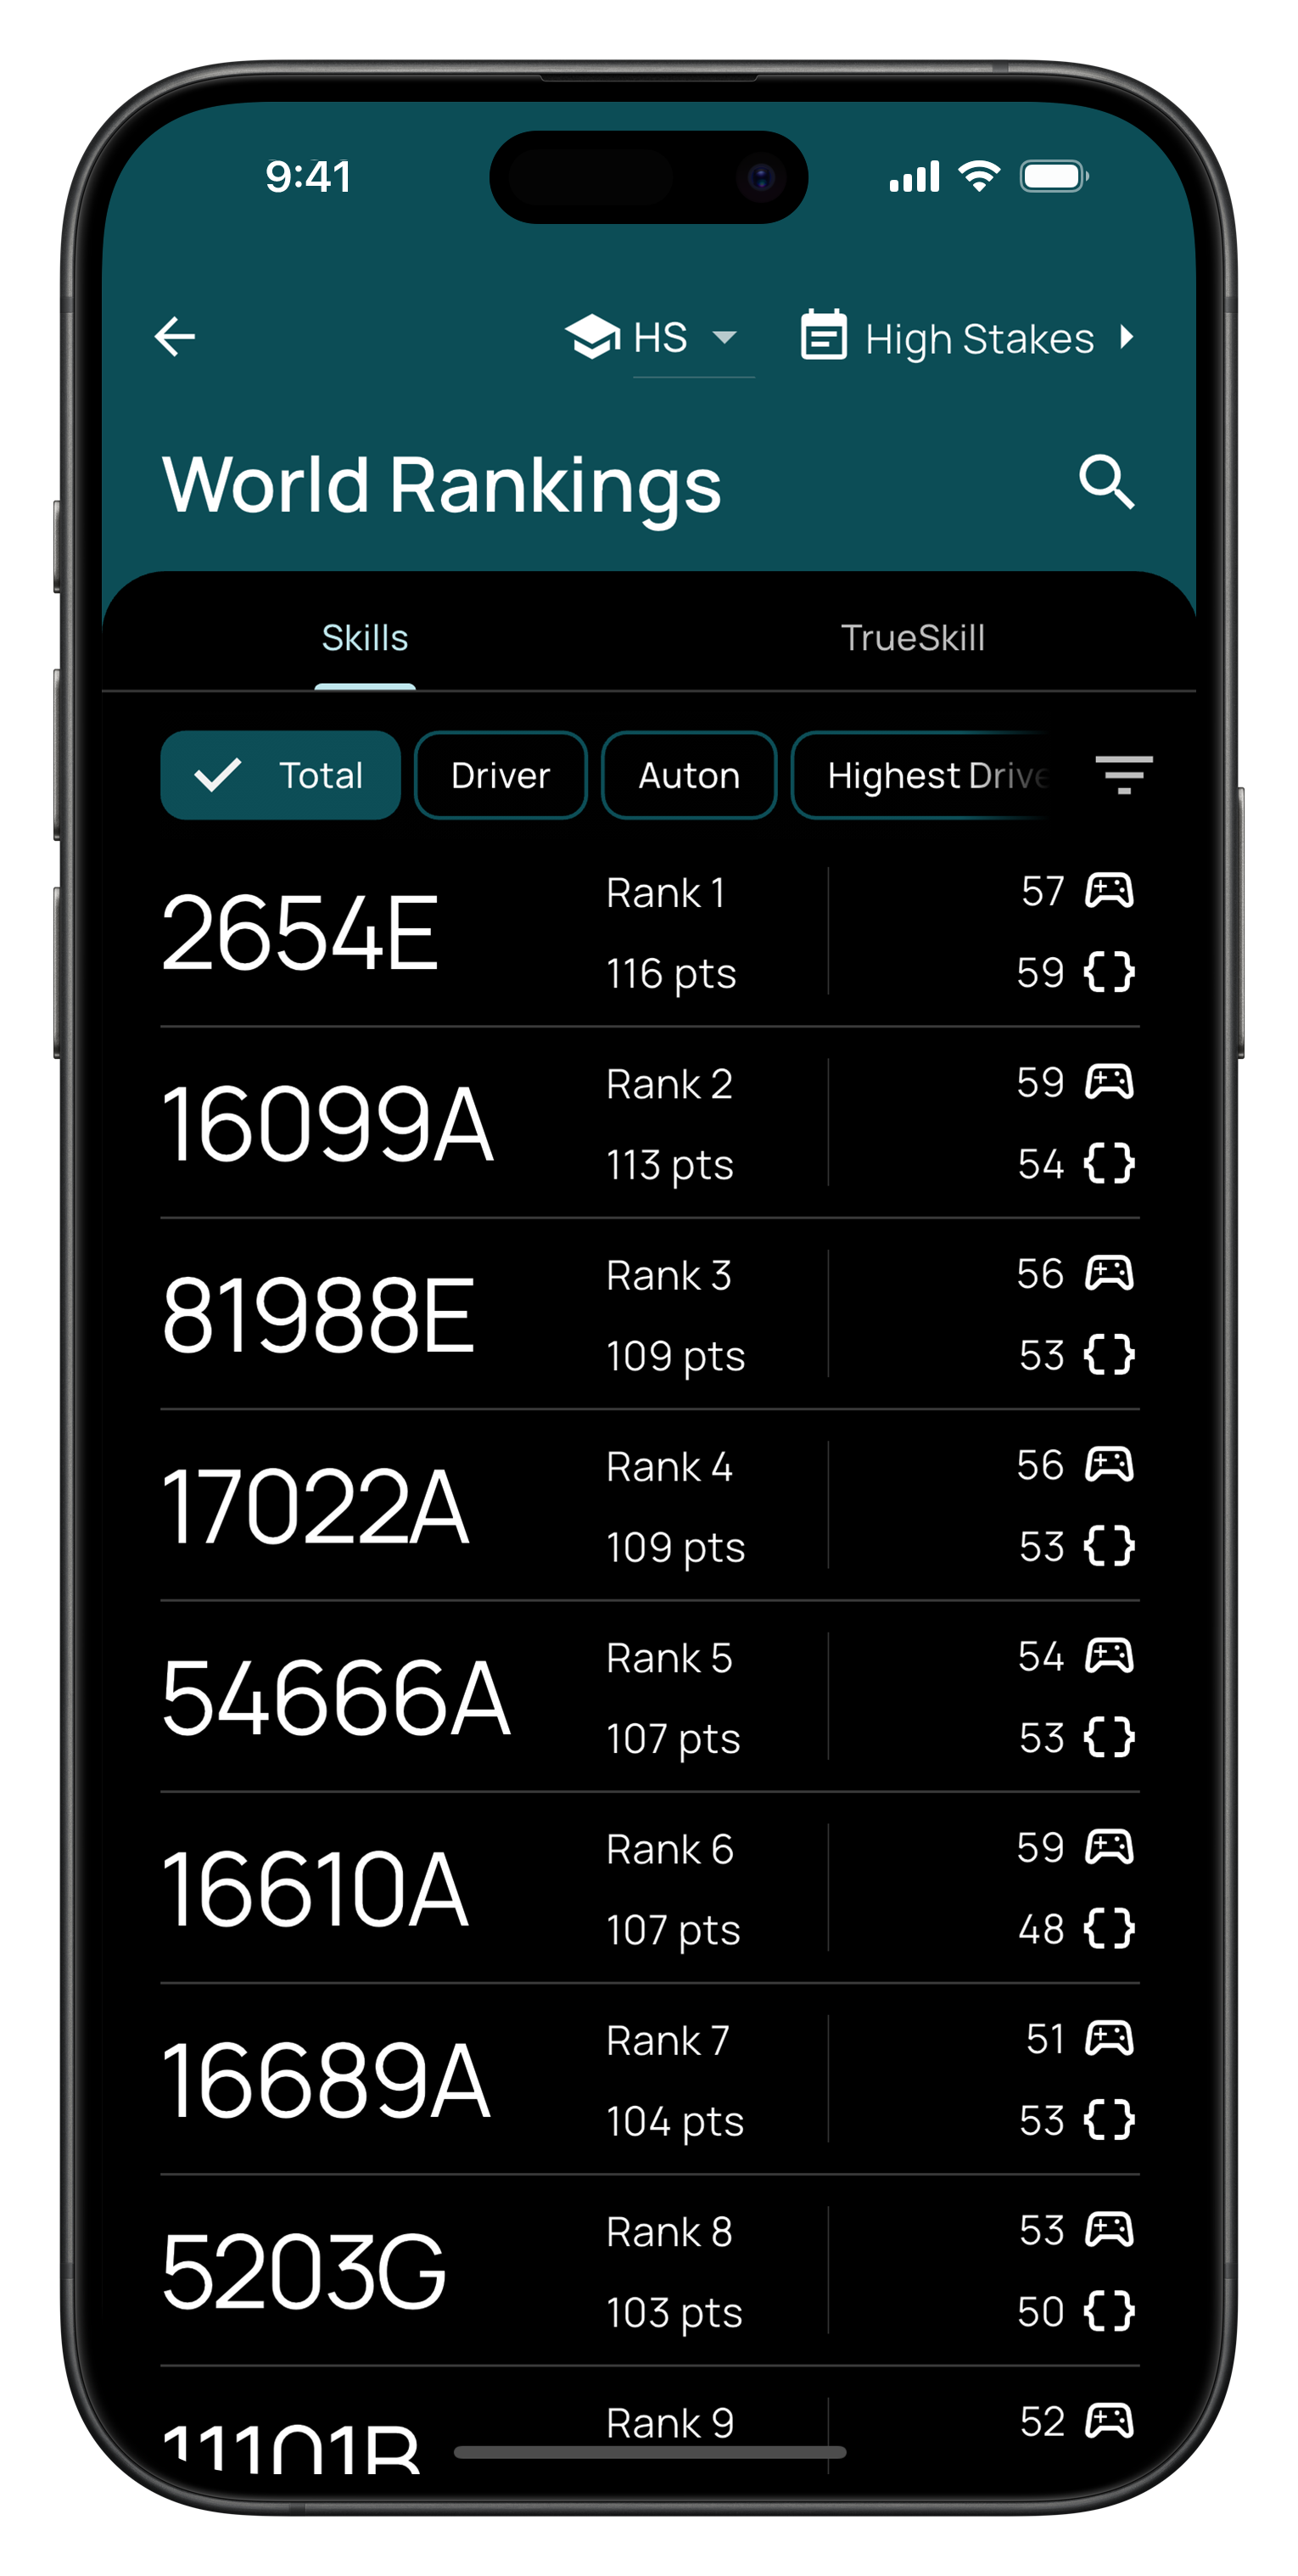 9:41
HS
High Stakes
World Rankings
Skills
TrueSkill
Total
Driver
Auton
Highest Drive
2654E
Rank 1
116 pts
57
59
16099A
Rank 2
113 pts
59
54
81988E
Rank 3
109 pts
56
53
17022A
Rank 4
109 pts
56
53
54666A
Rank 5
107 pts
54
53
16610A
Rank 6
107 pts
59
48
16689A
Rank 7
104 pts
51
53
5203G
Rank 8
103 pts
53
50
11101B
Rank 9
52